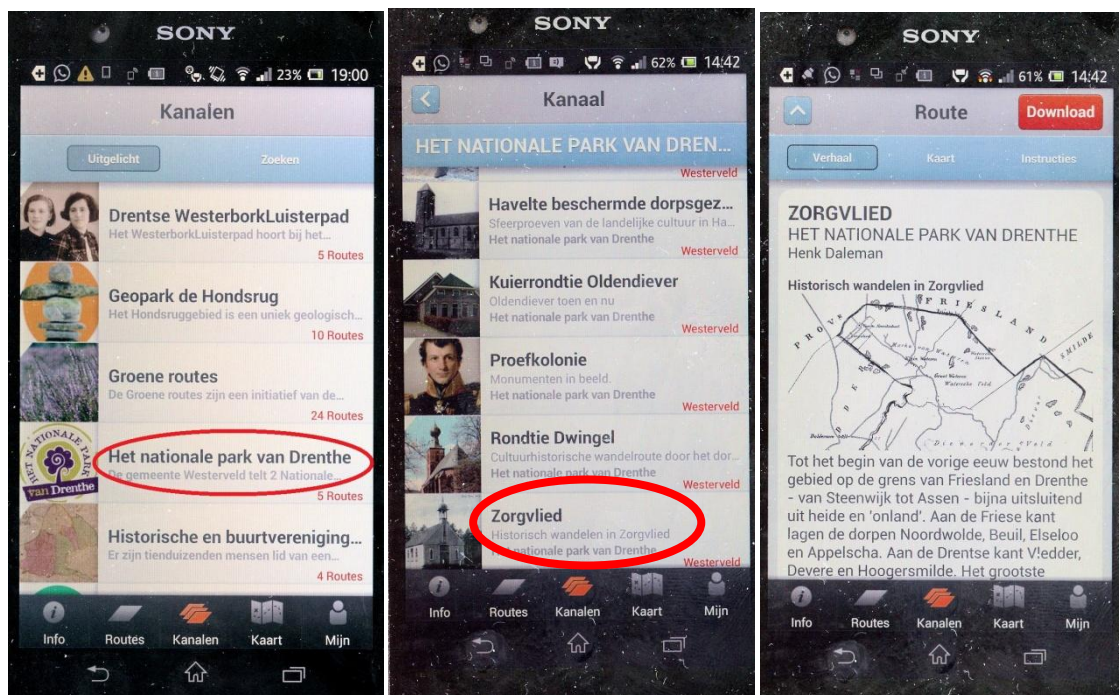 SONY
23% 19:00
Kanalen
Uitgelicht Zoeken
Drentse WesterborkLuisterpad
Het WesterborkLuisterpad hoort bij het...
5 Routes
Geopark de Hondsrug
Het Hondsruggebied is een uniek geologisch...
10 Routes
Groene routes
De Groene routes zijn een initiatief van de...
24 Routes
HET NATIONALE PARK
van Drenthe
Het nationale park van Drenthe
De gemeente Westerveld telt 2 Nationale...
5 Routes
Historische en buurtvereniging...
Er zijn tienduizenden mensen lid van een...
4 Routes
Info Routes Kanalen Kaart Mijn
SONY
62% 14:42
Kanaal
HET NATIONALE PARK VAN DREN...
Westerveld
Havelte beschermde dorpsgez...
Sfeerproeven van de landelijke cultuur in Ha...
Het nationale park van Drenthe
Westerveld
Kuierrondtie Oldendiever
Oldendiever toen en nu
Het nationale park van Drenthe
Westerveld
Proefkolonie
Monumenten in beeld.
Het nationale park van Drenthe
Westerveld
Rondtie Dwingel
Cultuurhistorische wandelroute door het dor...
Het nationale park van Drenthe
Westerveld
Zorgvlied
Historisch wandelen in Zorgvlied
Het nationale park van Drenthe
Westerveld
Info Routes Kanalen Kaart Mijn
SONY
61% 14:42
Route Download
Verhaal Kaart Instructies
ZORGVLIED
HET NATIONALE PARK VAN DRENTHE
Henk Daleman
Historisch wandelen in Zorgvlied
PROV FRIESLAND
SMILDE
Tot het begin van de vorige eeuw bestond het
gebied op de grens van Friesland en Drenthe
- van Steenwijk tot Assen - bijna uitsluitend
uit heide en 'onland'. Aan de Friese kant
lagen de dorpen Noordwolde, Beuil, Elseloo
en Appelscha. Aan de Drentse kant V!edder,
Devere en Hoogersmilde. Het grootste
Info Routes Kanalen Kaart Mijn